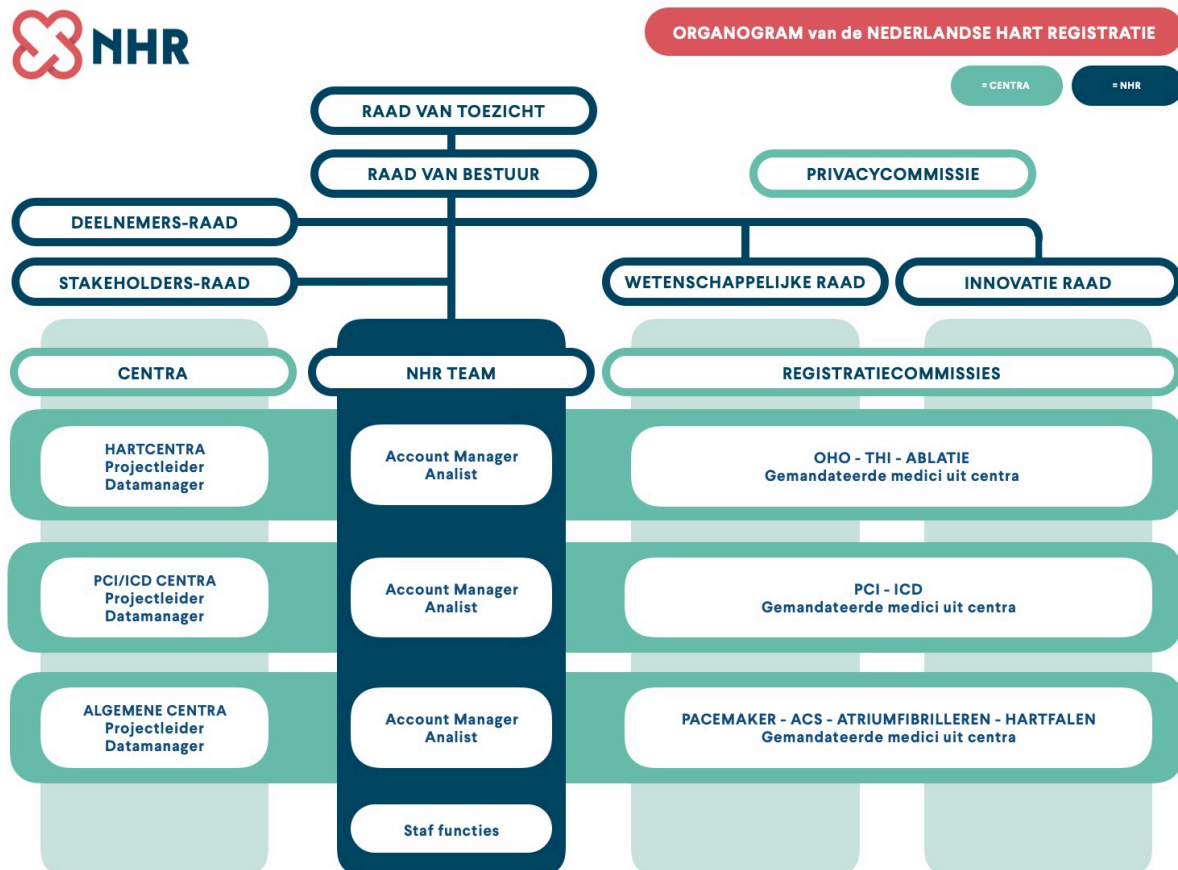 NHR
ORGANOGRAM van de NEDERLANDSE HART REGISTRATIE
= CENTRA
= NHR
RAAD VAN TOEZICHT
RAAD VAN BESTUUR
PRIVACYCOMMISSIE
DEELNEMERS-RAAD
STAKEHOLDERS-RAAD
WETENSCHAPPELIJKE RAAD
INNOVATIE RAAD
CENTRA
NHR TEAM
REGISTRATIECOMMISSIES
HARTCENTRA
Projectleider
Datamanager
Account Manager
Analist
OHO - THI - ABLATIE
Gemandateerde medici uit centra
PCI/ICD CENTRA
Projectleider
Datamanager
Account Manager
Analist
PCI - ICD
Gemandateerde medici uit centra
ALGEMENE CENTRA
Projectleider
Datamanager
Account Manager
Analist
PACEMAKER - ACS - ATRIUMFIBRILLEREN - HARTFALEN
Gemandateerde medici uit centra
Staf functies